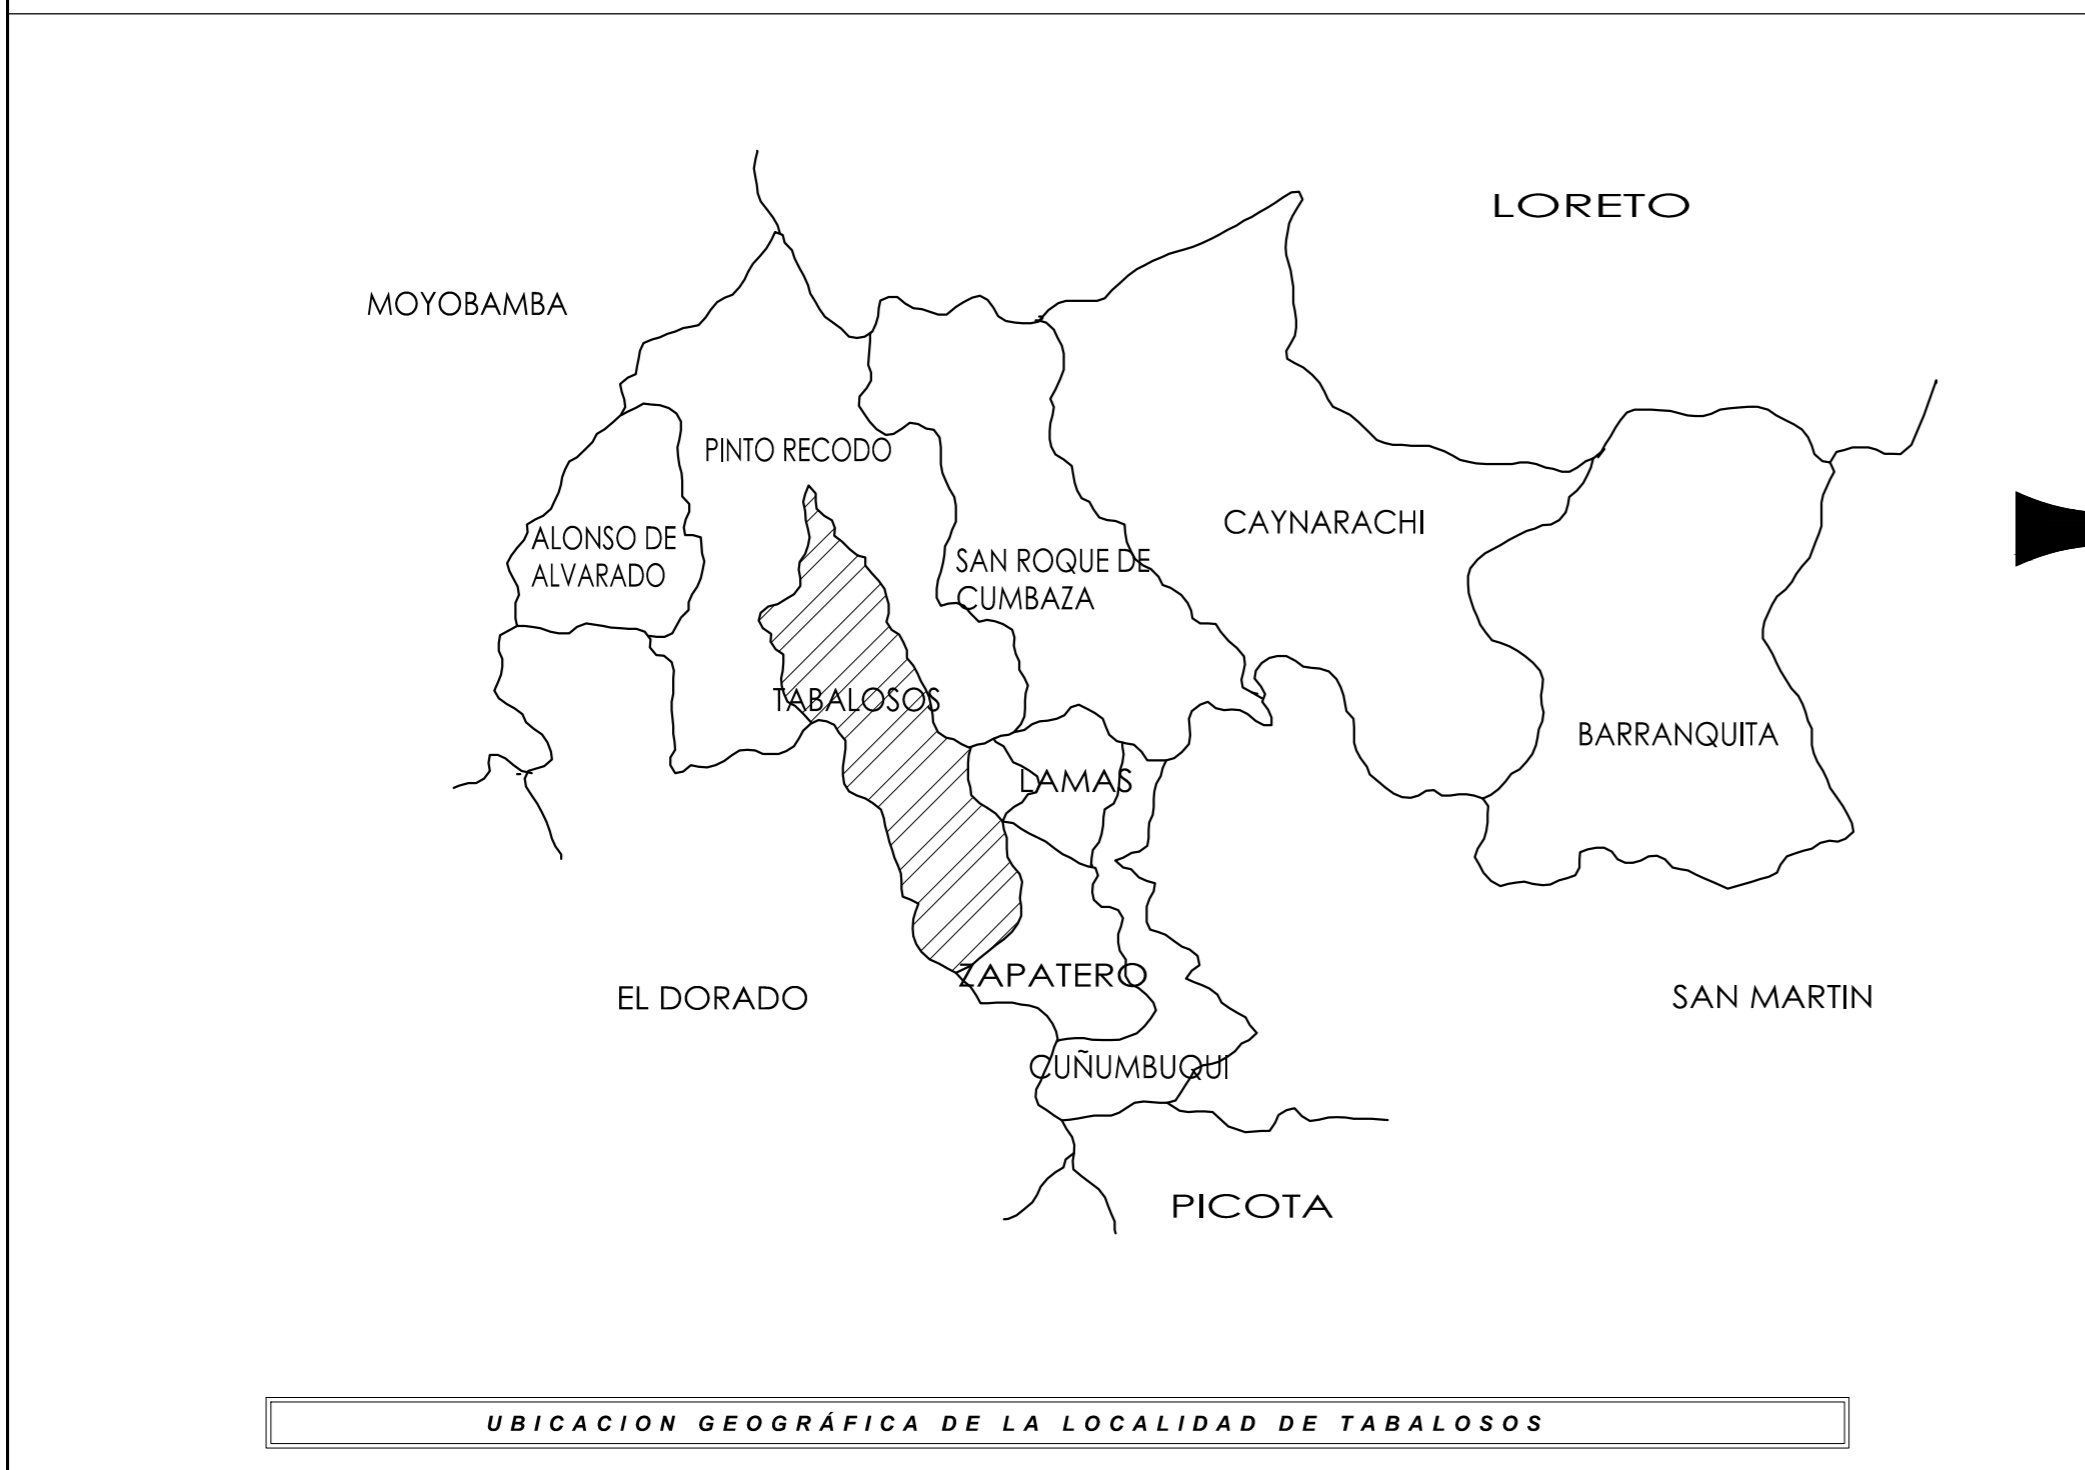 LORETO
MOYOBAMBA
PINTO RECODO
CAYNARACHI
ALONSO DE
ALVARADO
SAN ROQUE DE
CUMBAZA
TABALOSOS
BARRANQUITA
LAMAS
ZAPATERO
EL DORADO
SAN MARTIN
CUÑUMBUQUI
PICOTA
UBICACION GEOGRÁFICA DE LA LOCALIDAD DE TABALOSOS